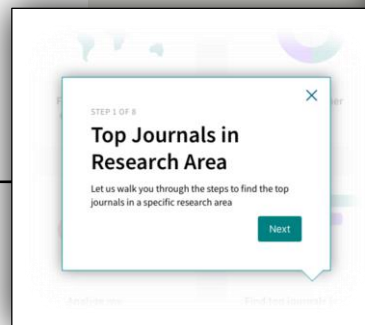 STEP 1 OF 8
Top Journals in
Research Area
Let us walk you through the steps to find the top
journals in a specific research area
Next